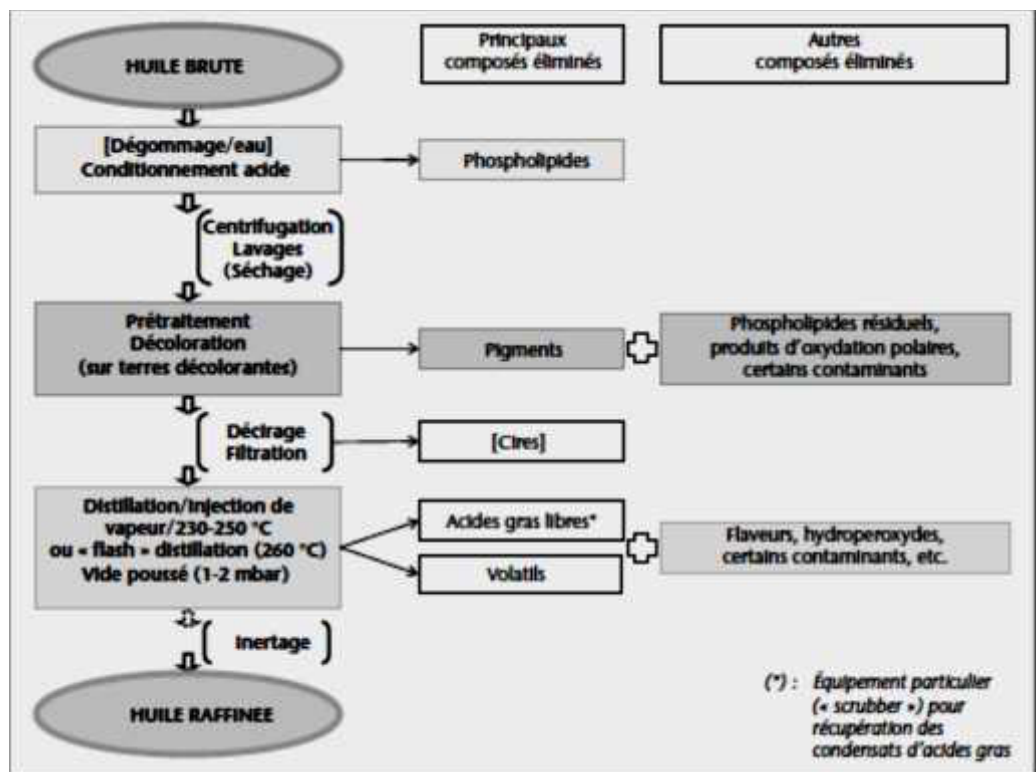 HUILE BRUTE
Principaux
composés éliminés
Autres
composés éliminés
[Dégommage/eau]
Conditionnement acide
Phospholipides
Centrifugation
Lavages
(Séchage)
Prétraitement
Décoloration
(sur terres décolorantes)
Pigments
Phospholipides résiduels,
produits d'oxydation polaires,
certains contaminants
Décirage
Filtration
[Cires]
Distillation/Injection de
vapeur/230-250 °C
ou « flash » distillation (260 °C)
Vide poussé (1-2 mbar)
Acides gras libres*
Volatils
Flaveurs, hydroperoxydes,
certains contaminants, etc.
Inertage
HUILE RAFFINEE
(*) : Équipement particulier
(« scrubber ») pour
récupération des
condensats d'acides gras